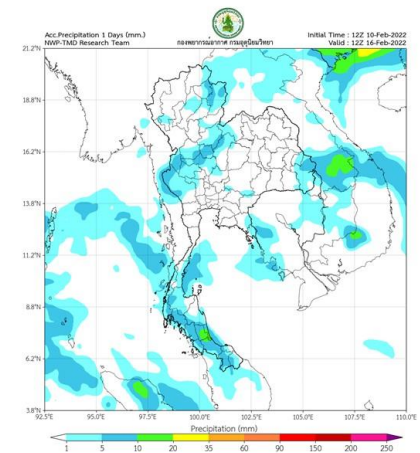 Acc.Precipitation 1 Days (mm.)
NWP-TMD Research Team
กองพยากรณ์อากาศ กรมอุตุนิยมวิทยา
Initial Time : 12Z 10-Feb-2022
Valid : 12Z 16-Feb-2022
21.2°N
18.8°N
16.2°N
13.8°N
11.2°N
8.8°N
6.2°N
3.8°N
92.5°E 95.0°E 97.5°E 100.0°E 102.5°E 105.0°E 107.5°E 110.0°E
Precipitation (mm)
1 5 10 20 35 60 90 150 200 250